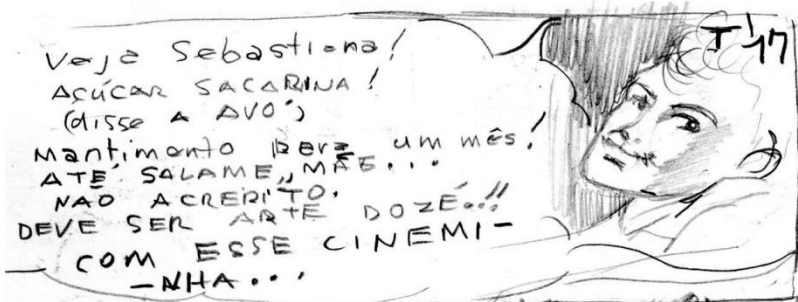 Veja Sebastiana!
AÇÚCAR SACARINA!
(disse A AVÓ)
Mantimento para um mês!
ATÉ SALAME, MÃE...
NÃO ACREDITO.
DEVE SER ARTE DOZÉ..!!
COM ESSE CINEMI-
-NHA...
T'17